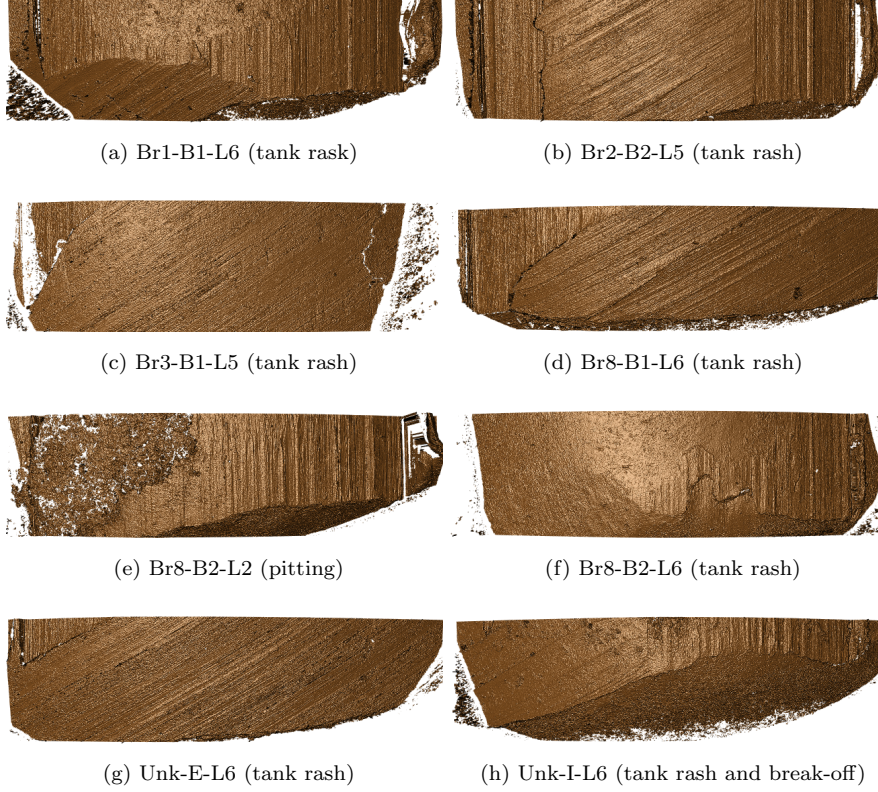 (a) Br1-B1-L6 (tank rask)
(b) Br2-B2-L5 (tank rash)
(c) Br3-B1-L5 (tank rash)
(d) Br8-B1-L6 (tank rash)
(e) Br8-B2-L2 (pitting)
(f) Br8-B2-L6 (tank rash)
(g) Unk-E-L6 (tank rash)
(h) Unk-I-L6 (tank rash and break-off)